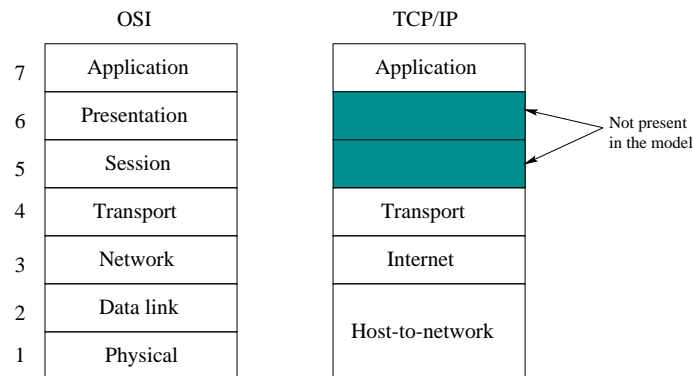 OSI TCP/IP
7 Application Application
6 Presentation
Not present
in the model
5 Session
4 Transport Transport
3 Network Internet
2 Data link
Host-to-network
1 Physical